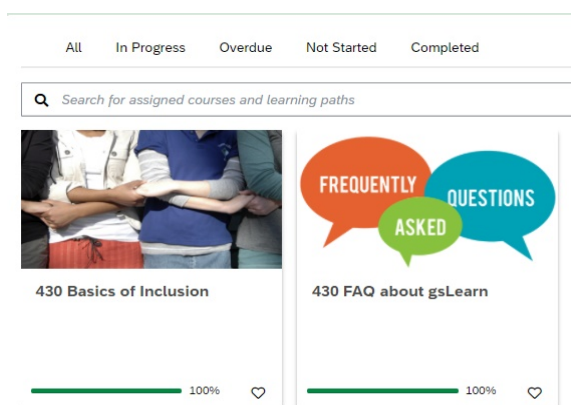 All In Progress Overdue Not Started Completed
Search for assigned courses and learning paths
FREQUENTLY
ASKED
QUESTIONS
430 Basics of Inclusion
430 FAQ about gsLearn
100%
100%